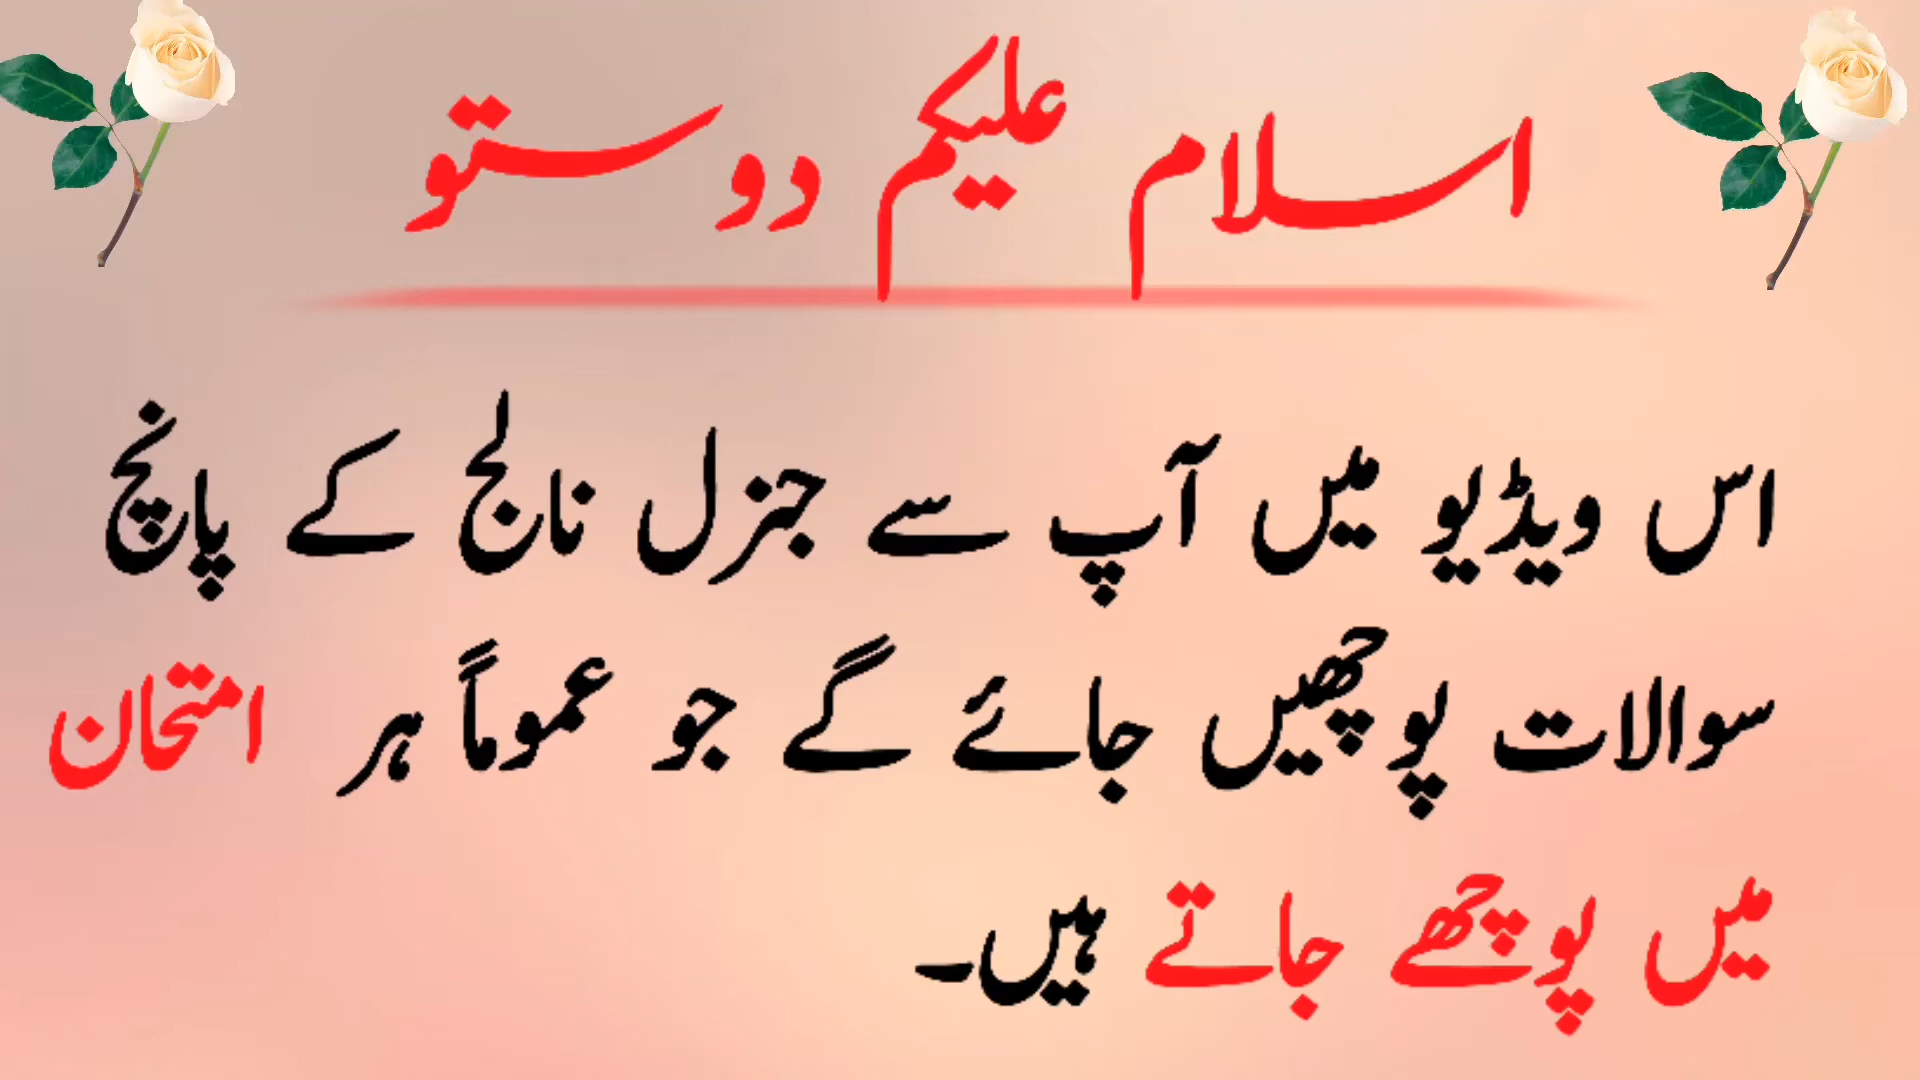 اسلام علیکم دوستو
اس ویڈیو میں آپ سے جنرل نالج کے پانچ
سوالات پوچھیں جائے گے جو عموماً ہر امتحان
میں پوچھے جاتے ہیں۔